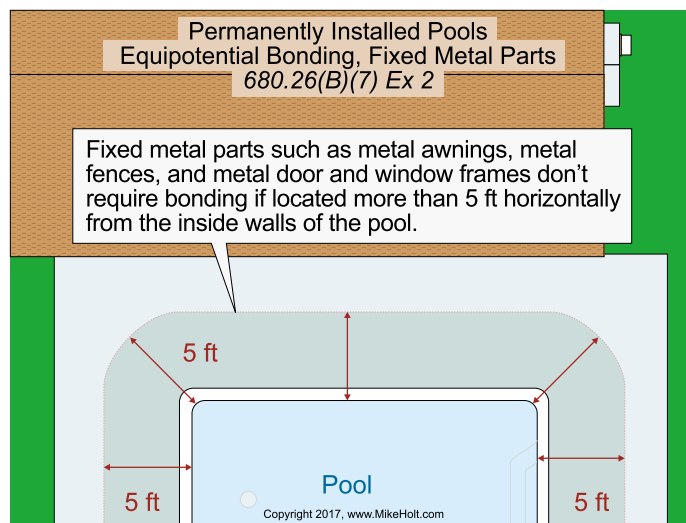 Permanently Installed Pools
Equipotential Bonding, Fixed Metal Parts
680.26(B)(7) Ex 2
Fixed metal parts such as metal awnings, metal
fences, and metal door and window frames don’t
require bonding if located more than 5 ft horizontally
from the inside walls of the pool.
5 ft
5 ft
5 ft
Pool
Copyright 2017, www.MikeHolt.com